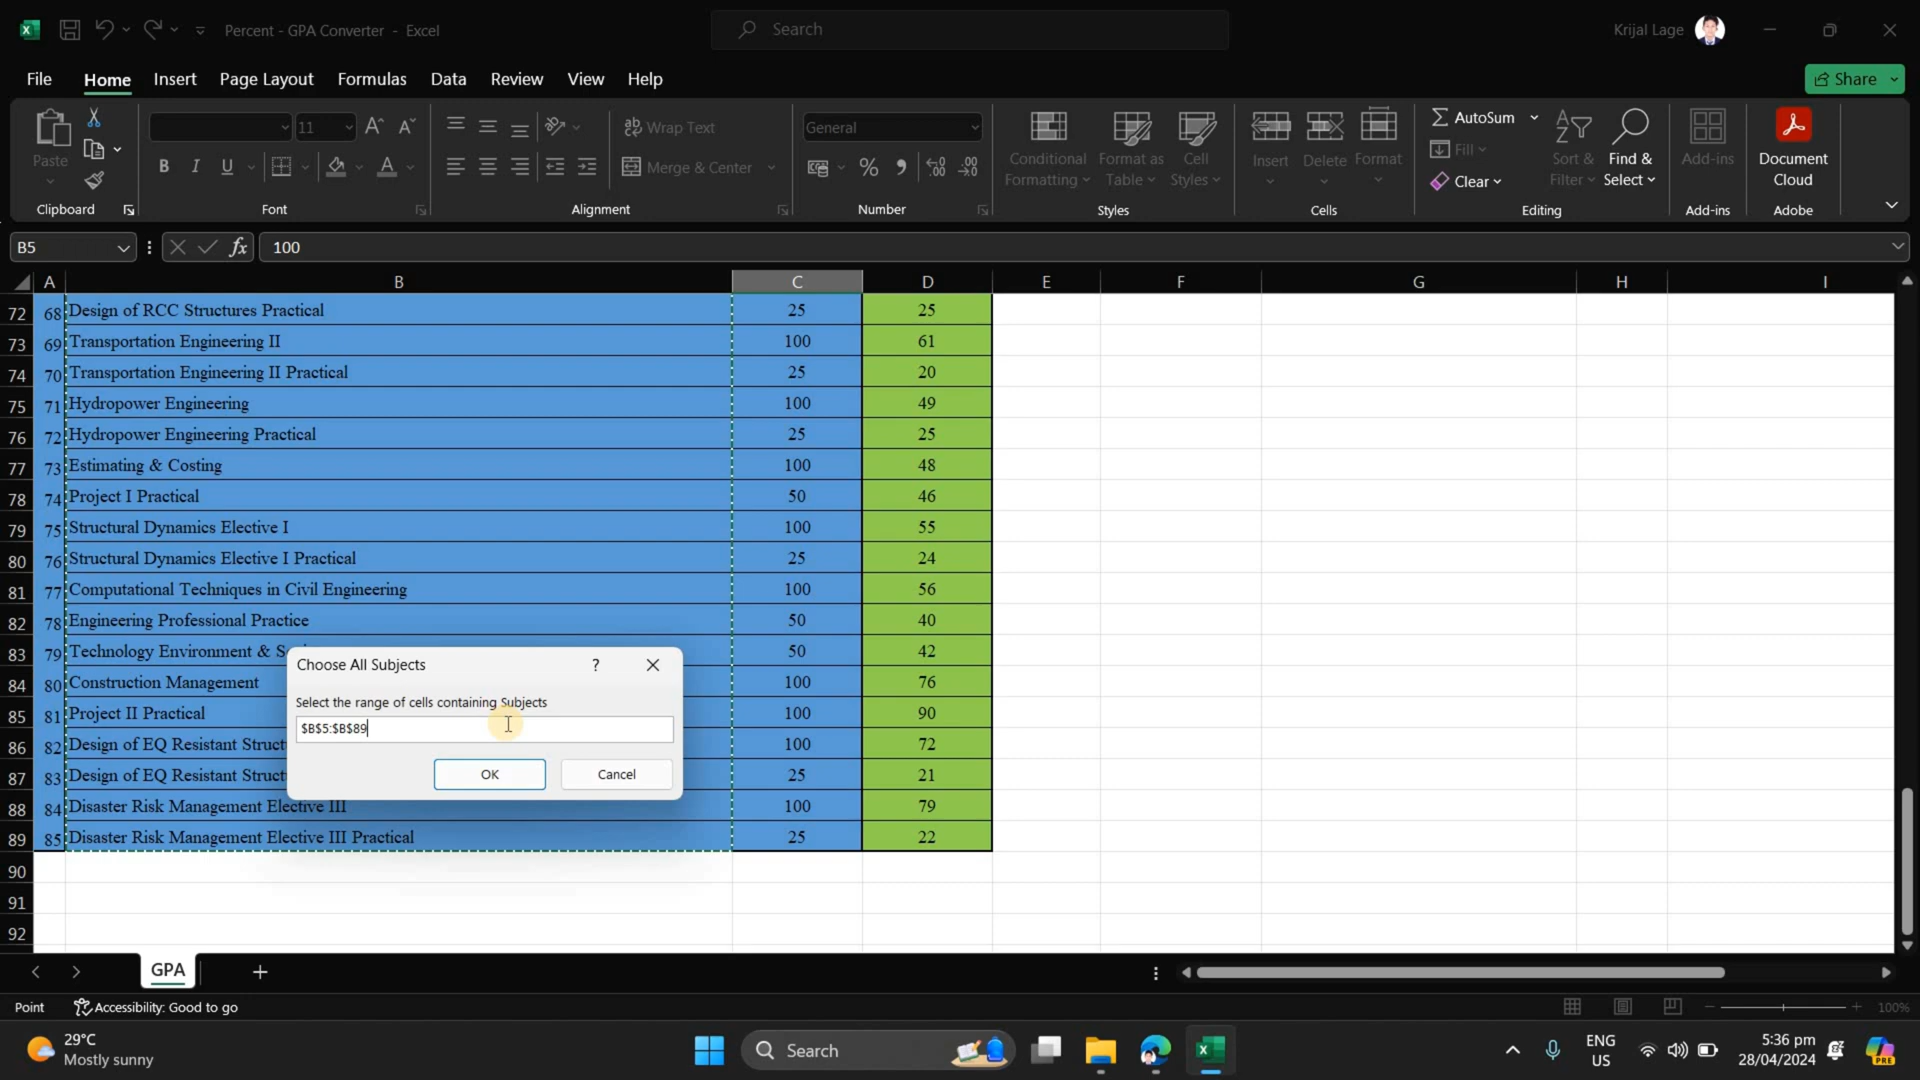 Percent - GPA Converter - Excel
Search
Krijal Lage
File Home Insert Page Layout Formulas Data Review View Help
Share
Paste
11
Wrap Text
General
Conditional Formatting
Format as Table
Cell Styles
Insert
Delete
Format
AutoSum
Fill
Clear
Sort & Filter
Find & Select
Add-ins
Document Cloud
B I U
Merge & Center
Clipboard
Font
Alignment
Number
Styles
Cells
Editing
Add-ins
Adobe
B5
fx
100
A B C D E F G H I
72 68 Design of RCC Structures Practical 25 25
73 69 Transportation Engineering II 100 61
74 70 Transportation Engineering II Practical 25 20
75 71 Hydropower Engineering 100 49
76 72 Hydropower Engineering Practical 25 25
77 73 Estimating & Costing 100 48
78 74 Project I Practical 50 46
79 75 Structural Dynamics Elective I 100 55
80 76 Structural Dynamics Elective I Practical 25 24
81 77 Computational Techniques in Civil Engineering 100 56
82 78 Engineering Professional Practice 50 40
83 79 Technology Environment & 50 42
84 80 Construction Management 100 76
85 81 Project II Practical 100 90
86 82 Design of EQ Resistant 100 72
87 83 Design of EQ Resistant 25 21
88 84 Disaster Risk Management Elective III 100 79
89 85 Disaster Risk Management Elective III Practical 25 22
90
91
92
Choose All Subjects
?
Select the range of cells containing Subjects
$B$5:$B$89
OK
Cancel
GPA
Point
Accessibility: Good to go
100%
29°C
Mostly sunny
Search
ENG
US
5:36 pm
28/04/2024
PRE